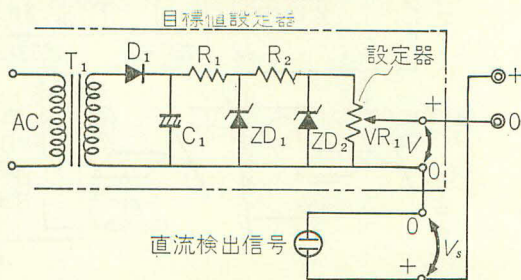 目標値設定器
T₁
D₁
R₁
R₂
設定器
AC
C₁
ZD₁
ZD₂
VR₁
+
V
0
+
0
直流検出信号
0
Vs
+